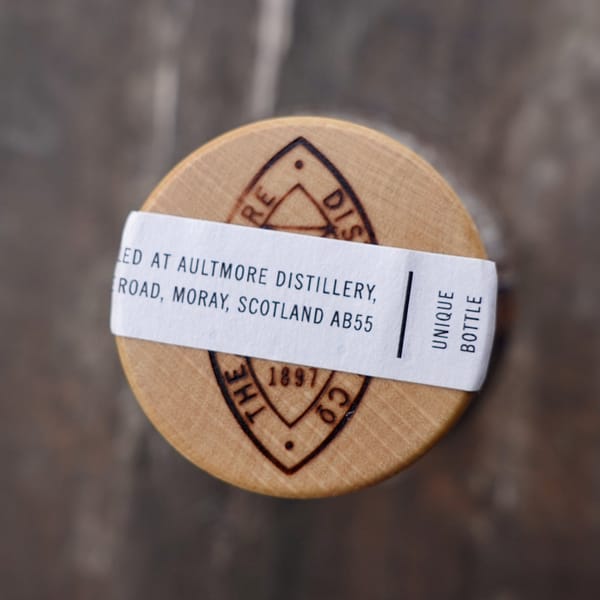 RE DIS
LED AT AULTMORE DISTILLERY,
ROAD, MORAY, SCOTLAND AB55
UNIQUE
BOTTLE
1897
THE
CO